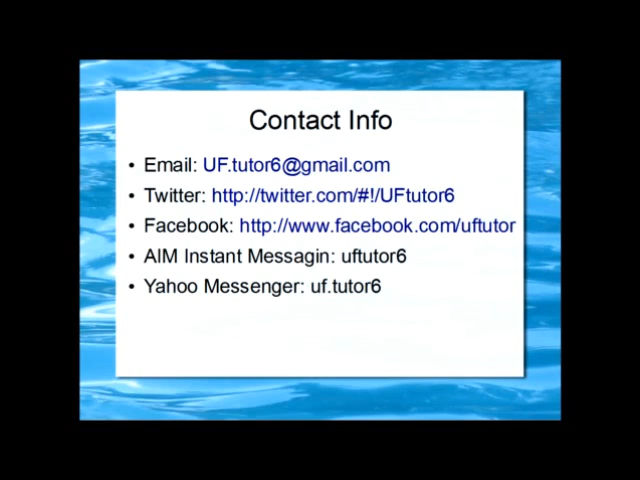 Contact Info
• Email: UF.tutor6@gmail.com
• Twitter: http://twitter.com/#!/UFtutor6
• Facebook: http://www.facebook.com/uftutor
• AIM Instant Messagin: uftutor6
• Yahoo Messenger: uf.tutor6